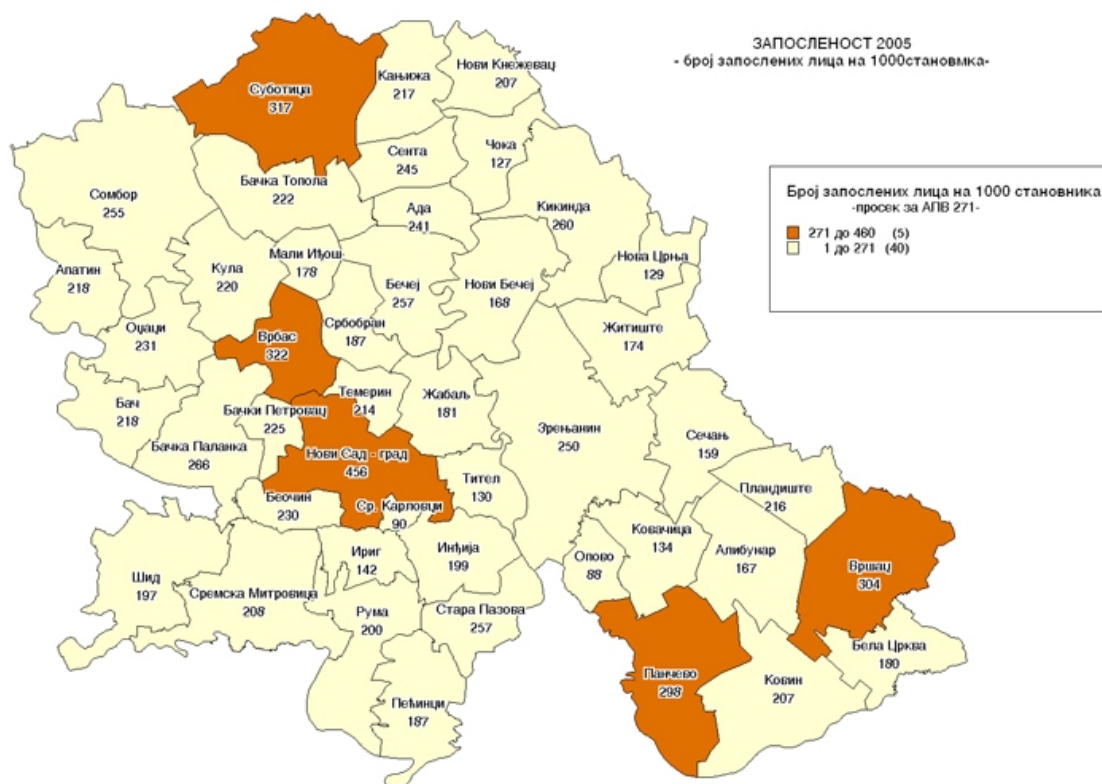 ЗАПОСЛЕНОСТ 2005
- број запослених лица на 1000становмка-
Број запослених лица на 1000 становника
-просек за АПВ 271-
271 до 460 (5)
1 до 271 (40)
Суботица
317
Кањижа
217
Нови Кнежевац
207
Сента
245
Чока
127
Сомбор
255
Бачка Топола
222
Ада
241
Кикинда
260
Апатин
218
Кула
220
Мали Иђош
178
Бечеј
257
Нови Бечеј
168
Нова Црња
129
Оџаци
231
Врбас
322
Србобран
187
Житиште
174
Бач
218
Бачка Паланка
266
Бачки Петровац
225
Темерин
214
Жабаљ
181
Зрењанин
250
Сечањ
159
Нови Сад - град
456
Тител
130
Пландиште
216
Беочин
230
Ср. Карловци
90
Ковачица
134
Алибунар
167
Вршац
304
Шид
197
Сремска Митровица
208
Ириг
142
Инђија
199
Опово
88
Рума
200
Стара Пазова
257
Бела Црква
180
Панчево
298
Ковин
207
Пећинци
187